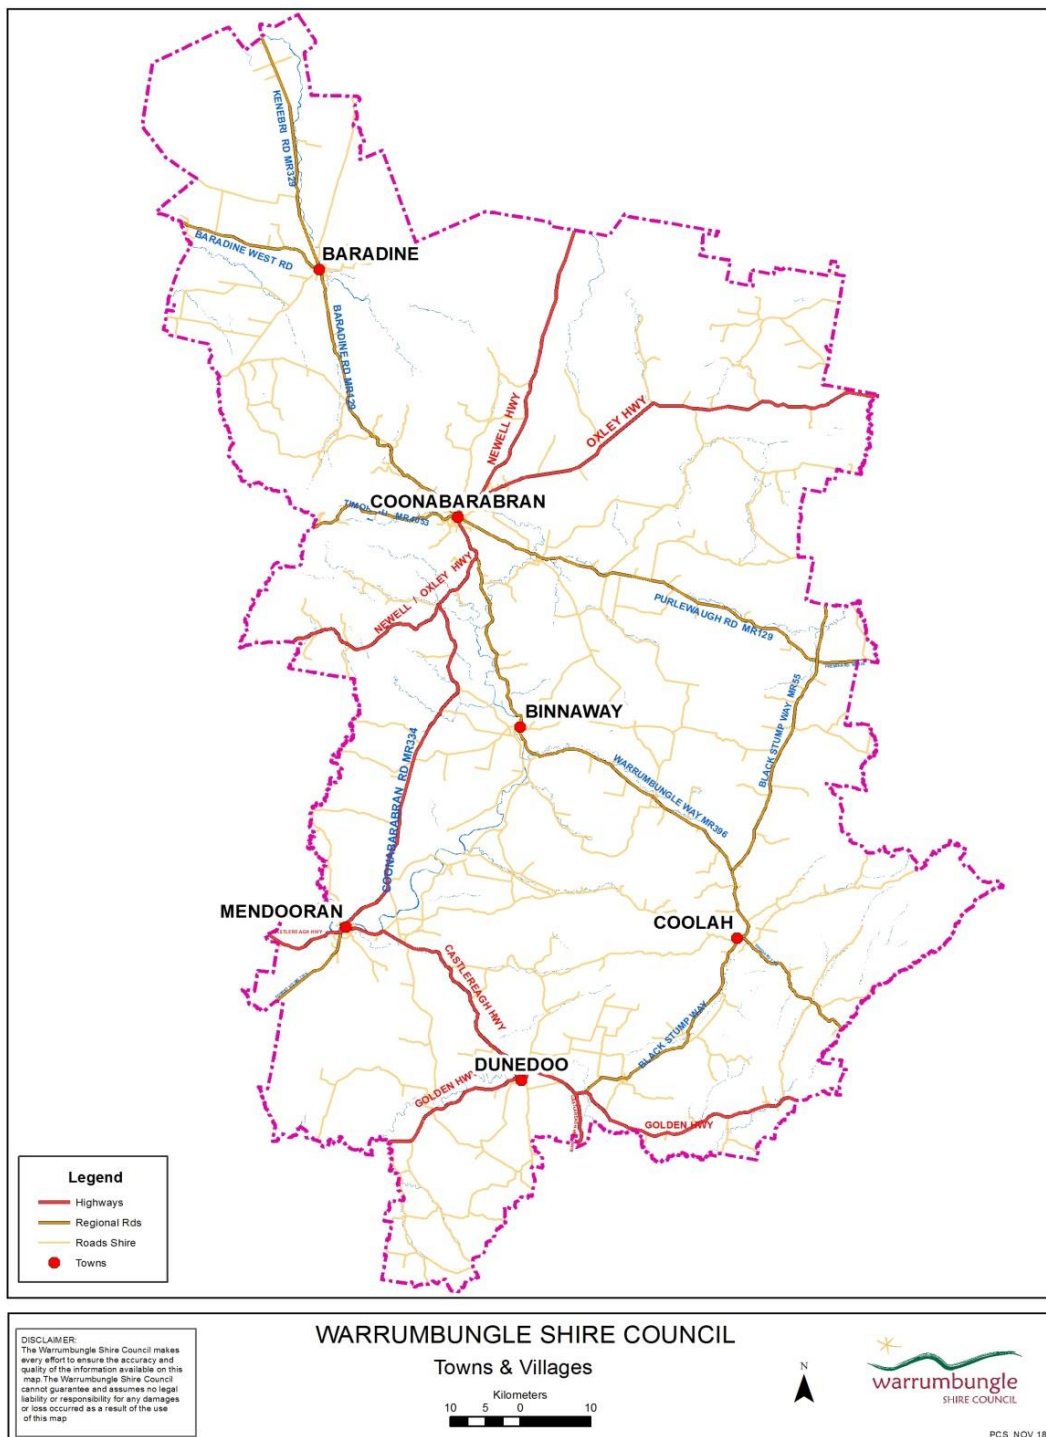 KENEBRI RD MR329
BARADINE WEST RD
BARADINE
BARADINE RD MR129
NEWELL HWY
OXLEY HWY
COONABARABRAN
NEWELL / OXLEY HWY
PURLEWAUGH RD MR129
BINNAWAY
BLACK STUMP WAY MR55
COONABARABRAN RD MR334
WARRUMBUNGLE WAY MR396
MENDOORAN
COOLAH
CASTLEREAGH HWY
BLACK STUMP WAY
DUNEDOO
GOLDEN HWY
GOLDEN HWY
Legend
Highways
Regional Rds
Roads Shire
Towns
DISCLAIMER:
The Warrumbungle Shire Council makes
every effort to ensure the accuracy and
quality of the information available on this
map.The Warrumbungle Shire Council
cannot guarantee and assumes no legal
liability or responsibility for any damages
or loss occurred as a result of the use
of this map
WARRUMBUNGLE SHIRE COUNCIL
Towns & Villages
Kilometers
10 5 0 10
N
warrumbungle
SHIRE COUNCIL
PCS NOV 18